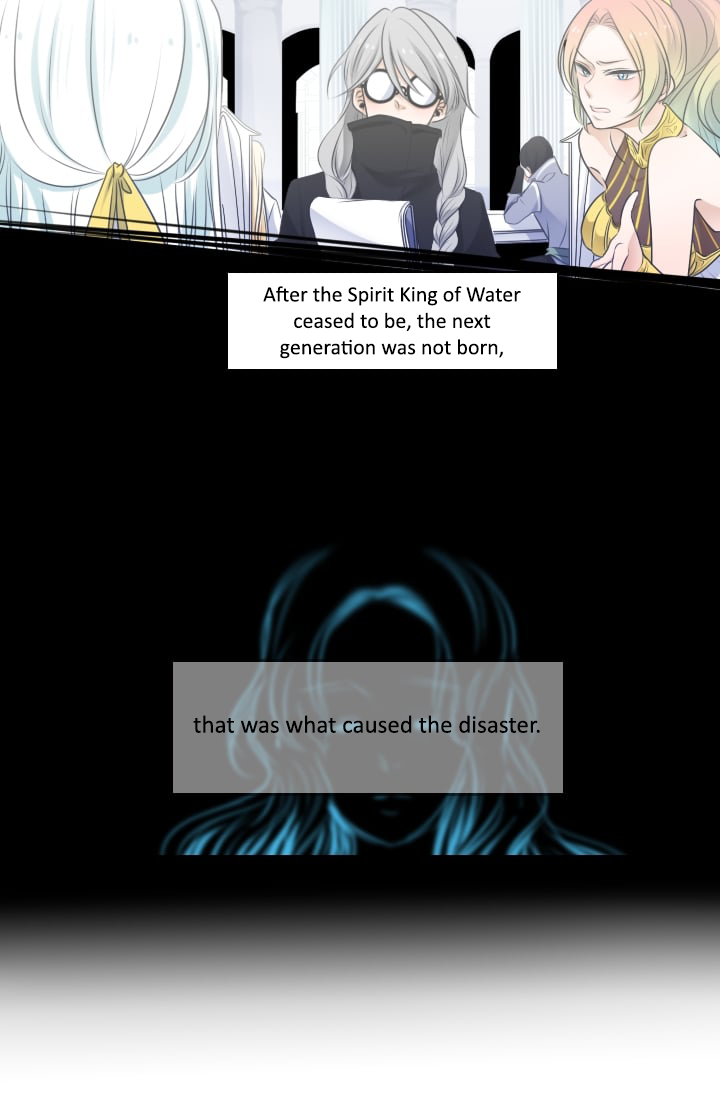 After the Spirit King of Water
ceased to be, the next
generation was not born,
that was what caused the disaster.